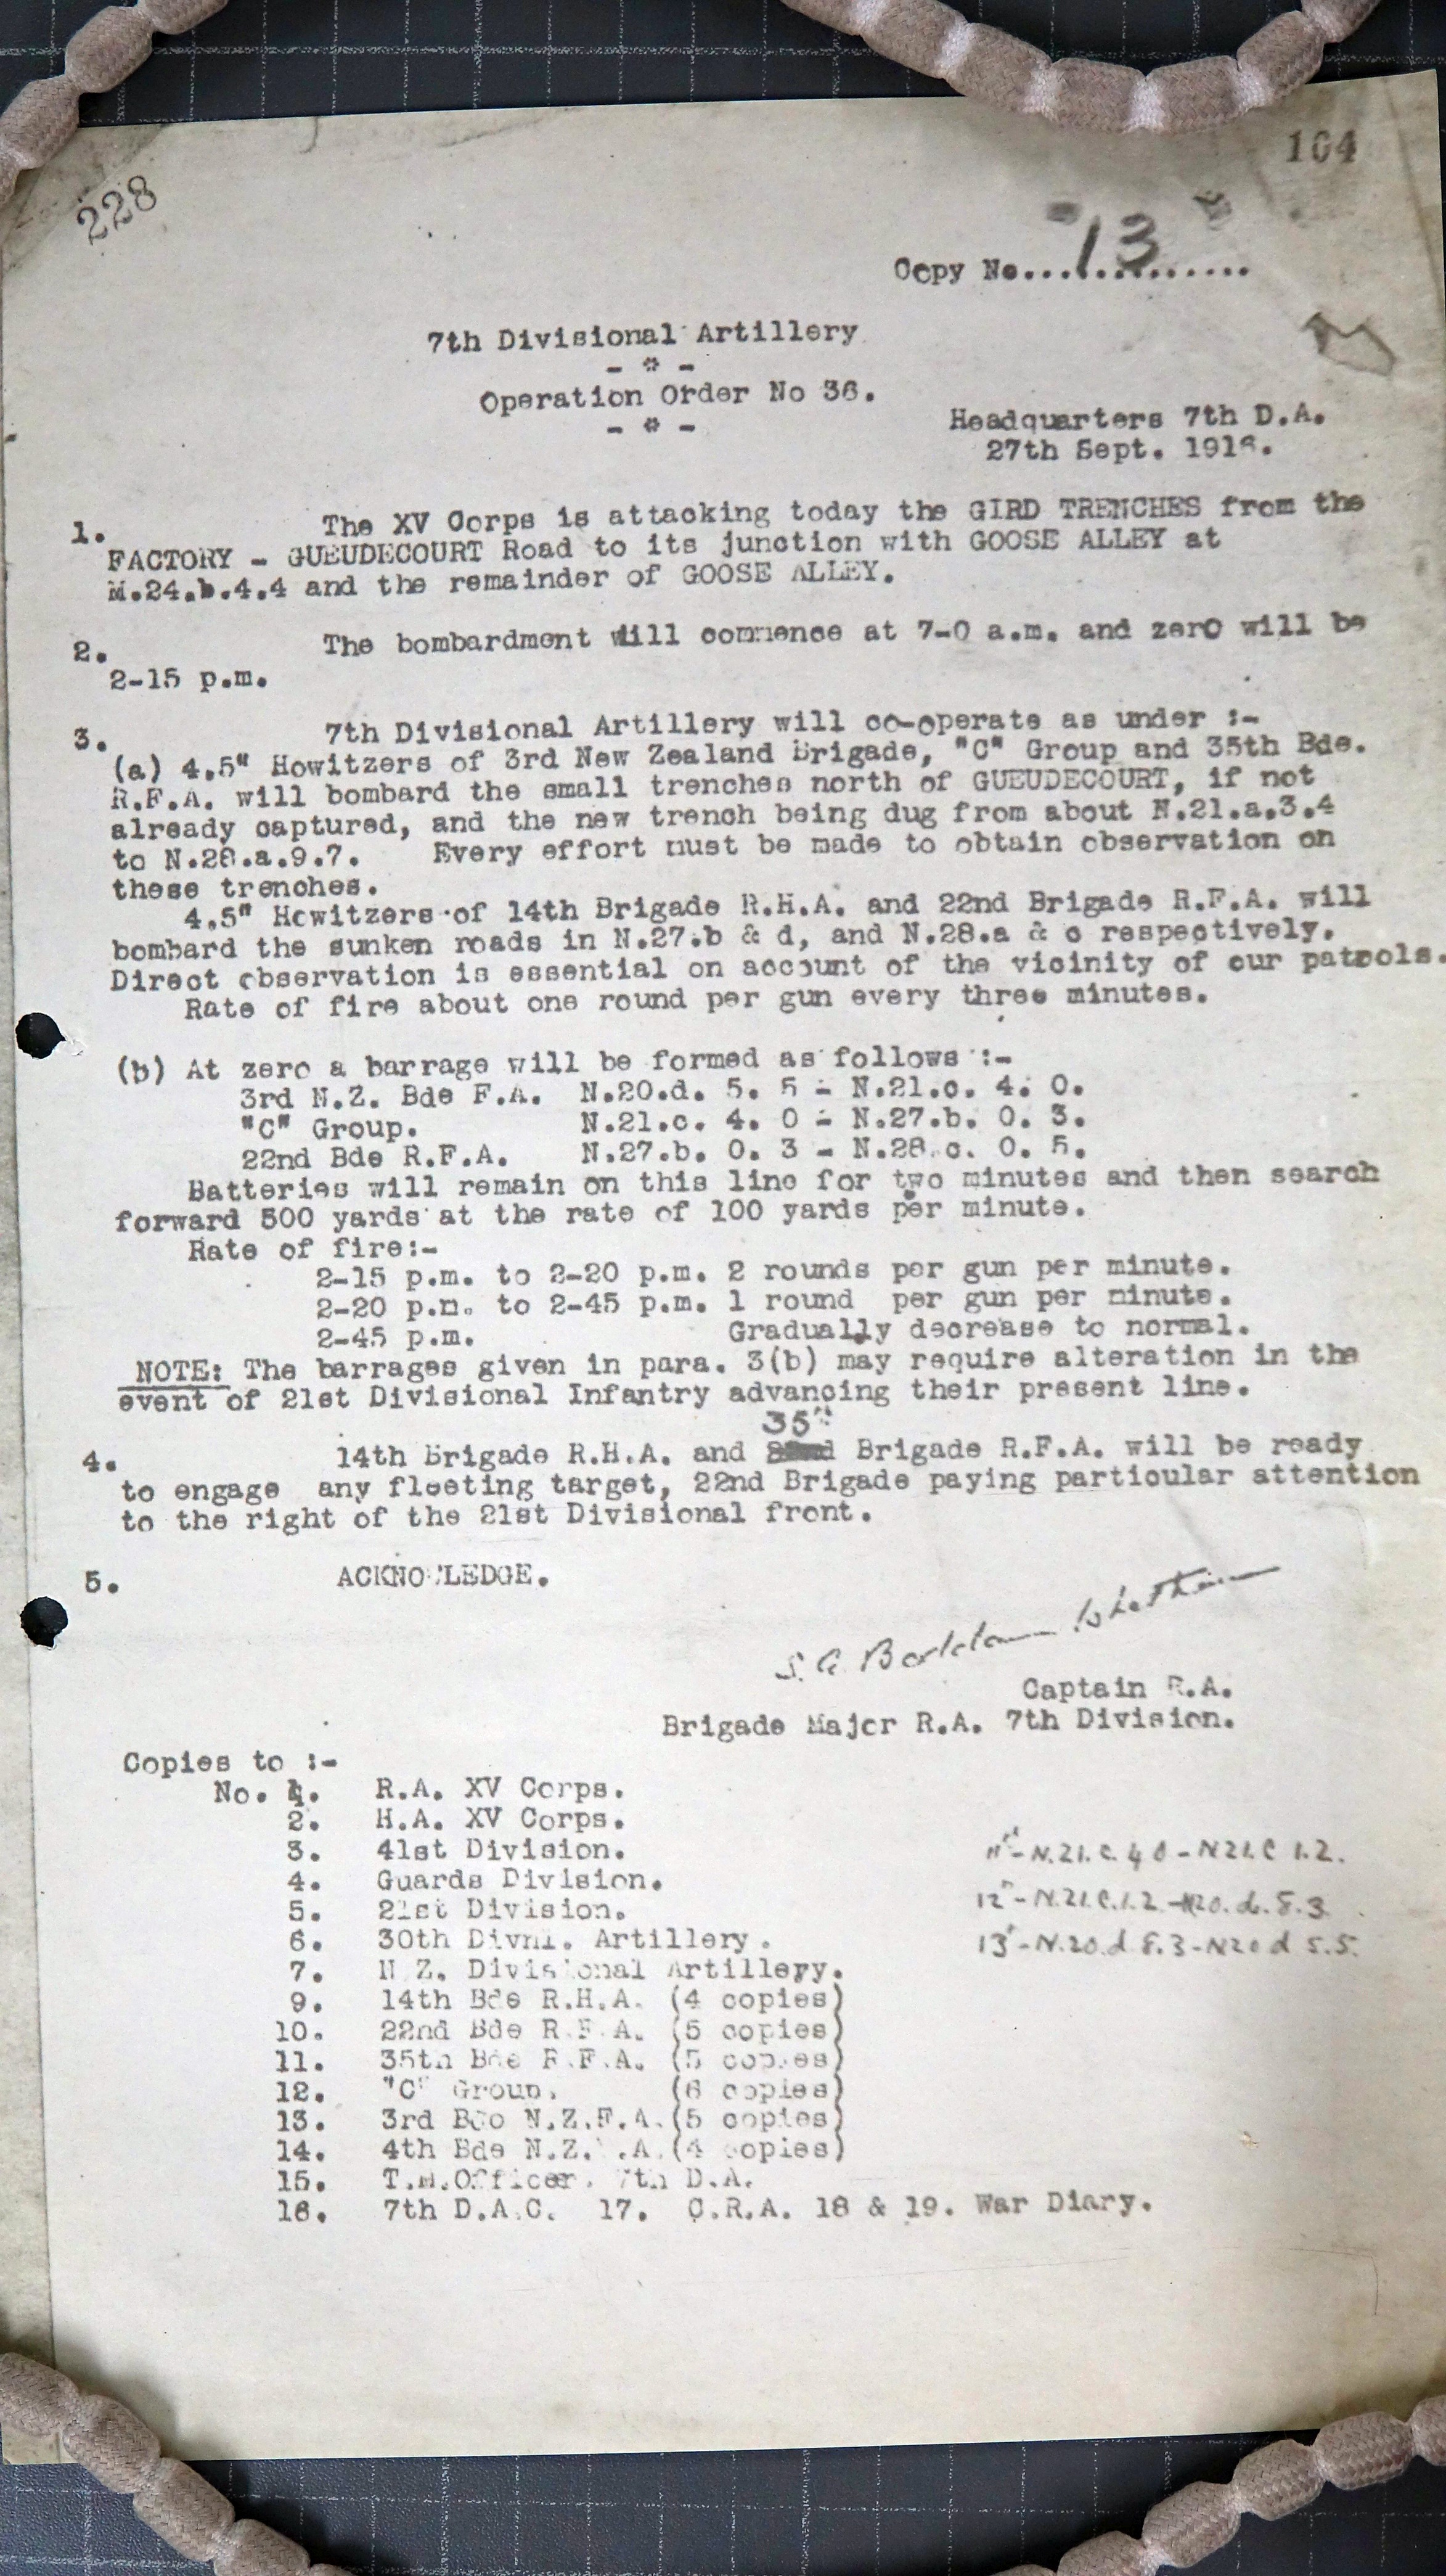 104
228
Copy No..............
13
7th Divisional Artillery
- * -
Operation Order No 36.
- * -
Headquarters 7th D.A.
27th Sept. 1916.
1. The XV Corps is attacking today the GIRD TRENCHES from the
FACTORY - GUEUDECOURT Road to its junction with GOOSE ALLEY at
M.24.b.4.4 and the remainder of GOOSE ALLEY.
2. The bombardment will commence at 7-0 a.m. and zero will be
2-15 p.m.
3. 7th Divisional Artillery will co-operate as under :-
(a) 4.5" Howitzers of 3rd New Zealand Brigade, "C" Group and 35th Bde.
R.F.A. will bombard the small trenches north of GUEUDECOURT, if not
already captured, and the new trench being dug from about N.21.a.3.4
to N.28.a.9.7. Every effort must be made to obtain observation on
these trenches.
4.5" Howitzers of 14th Brigade R.H.A. and 22nd Brigade R.F.A. will
bombard the sunken roads in N.27.b & d, and N.28.a & c respectively.
Direct observation is essential on account of the vicinity of our patrols.
Rate of fire about one round per gun every three minutes.
(b) At zero a barrage will be formed as follows :-
3rd N.Z. Bde F.A. N.20.d. 5. 5 - N.21.c. 4. 0.
"C" Group. N.21.c. 4. 0 - N.27.b. 0. 3.
22nd Bde R.F.A. N.27.b. 0. 3 - N.28.c. 0. 5.
Batteries will remain on this line for two minutes and then search
forward 500 yards at the rate of 100 yards per minute.
Rate of fire:-
2-15 p.m. to 2-20 p.m. 2 rounds per gun per minute.
2-20 p.m. to 2-45 p.m. 1 round per gun per minute.
2-45 p.m. Gradually decrease to normal.
NOTE: The barrages given in para. 3(b) may require alteration in the
event of 21st Divisional Infantry advancing their present line.
35th
4. 14th Brigade R.H.A. and 22nd Brigade R.F.A. will be ready
to engage any fleeting target, 22nd Brigade paying particular attention
to the right of the 21st Divisional front.
5. ACKNOWLEDGE.
S. A.
Captain R.A.
Brigade Major R.A. 7th Division.
Copies to :-
No. 1. R.A. XV Corps.
2. H.A. XV Corps.
3. 41st Division.
4. Guards Division.
5. 21st Division.
6. 30th Divnl. Artillery.
7. N.Z. Divisional Artillery.
9. 14th Bde R.H.A. (4 copies)
10. 22nd Bde R.F.A. (5 copies)
11. 35th Bde R.F.A. (5 copies)
12. "C" Group. (6 copies)
13. 3rd Bde N.Z.F.A. (5 copies)
14. 4th Bde N.Z.F.A. (4 copies)
15. T.M.Officer. 7th D.A.
16. 7th D.A.C. 17. C.R.A. 18 & 19. War Diary.
11th - N.21.c. 4 0 - N21.C 1.2.
12th - N.21.C.1.2 - N20.d.8.3
13th - N.20.d 8.3 - N20d 5.5.